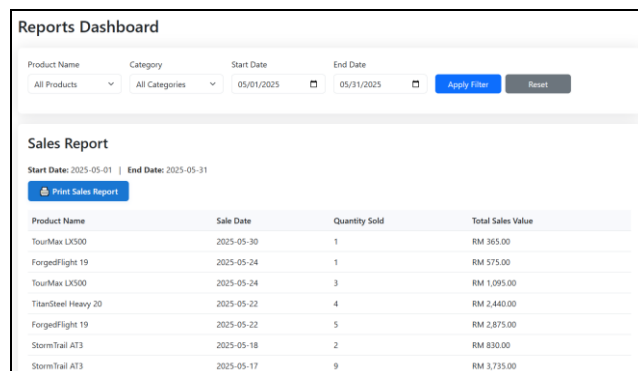 Reports Dashboard
Product Name Category Start Date End Date
All Products All Categories 05/01/2025 05/31/2025 Apply Filter Reset
Sales Report
Start Date: 2025-05-01 | End Date: 2025-05-31
Print Sales Report
Product Name Sale Date Quantity Sold Total Sales Value
TourMax LX500 2025-05-30 1 RM 365.00
ForgedFlight 19 2025-05-24 1 RM 575.00
TourMax LX500 2025-05-24 3 RM 1,095.00
TitanSteel Heavy 20 2025-05-22 4 RM 2,440.00
ForgedFlight 19 2025-05-22 5 RM 2,875.00
StormTrail AT3 2025-05-18 2 RM 830.00
StormTrail AT3 2025-05-17 9 RM 3,735.00